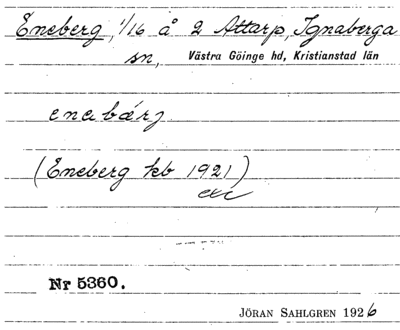 Eneberg, 1/16 å 2 Attarp, Ignaberga
sn, Västra Göinge hd, Kristianstad län
enabærj
(Eneberg kb 1921)
Nr 5360.
JÖRAN SAHLGREN 1926